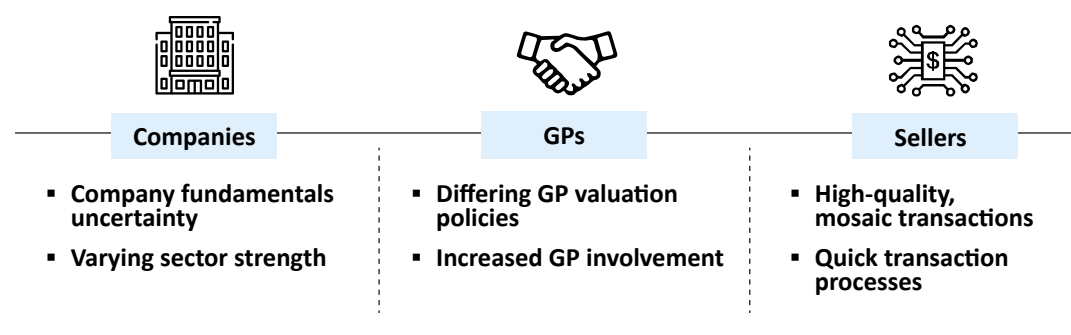 $
Companies
GPs
Sellers
▪ Company fundamentals
uncertainty
▪ Varying sector strength
▪ Differing GP valuation
policies
▪ Increased GP involvement
▪ High-quality,
mosaic transactions
▪ Quick transaction
processes